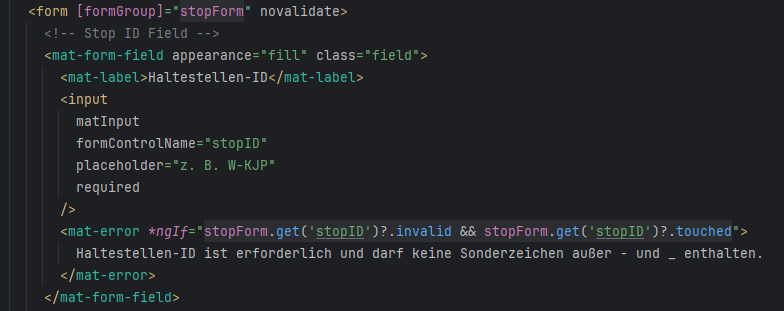 <form [formGroup]="stopForm" novalidate>
<!-- Stop ID Field -->
<mat-form-field appearance="fill" class="field">
<mat-label>Haltestellen-ID</mat-label>
<input
matInput
formControlName="stopID"
placeholder="z. B. W-KJP"
required
/>
<mat-error *ngIf="stopForm.get('stopID')?.invalid && stopForm.get('stopID')?.touched">
Haltestellen-ID ist erforderlich und darf keine Sonderzeichen außer - und _ enthalten.
</mat-error>
</mat-form-field>